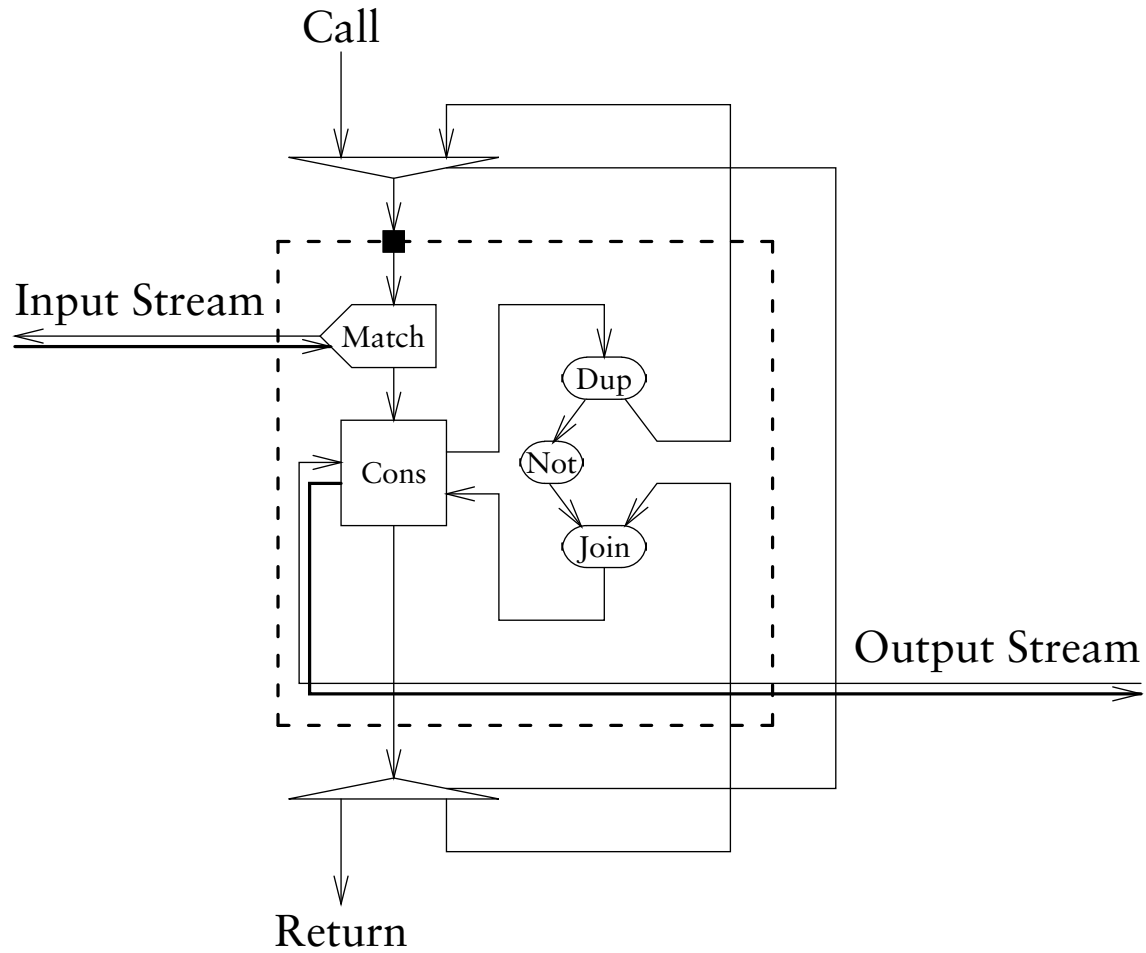 Call
Input Stream
Match
Dup
Not
Cons
Join
Output Stream
Return